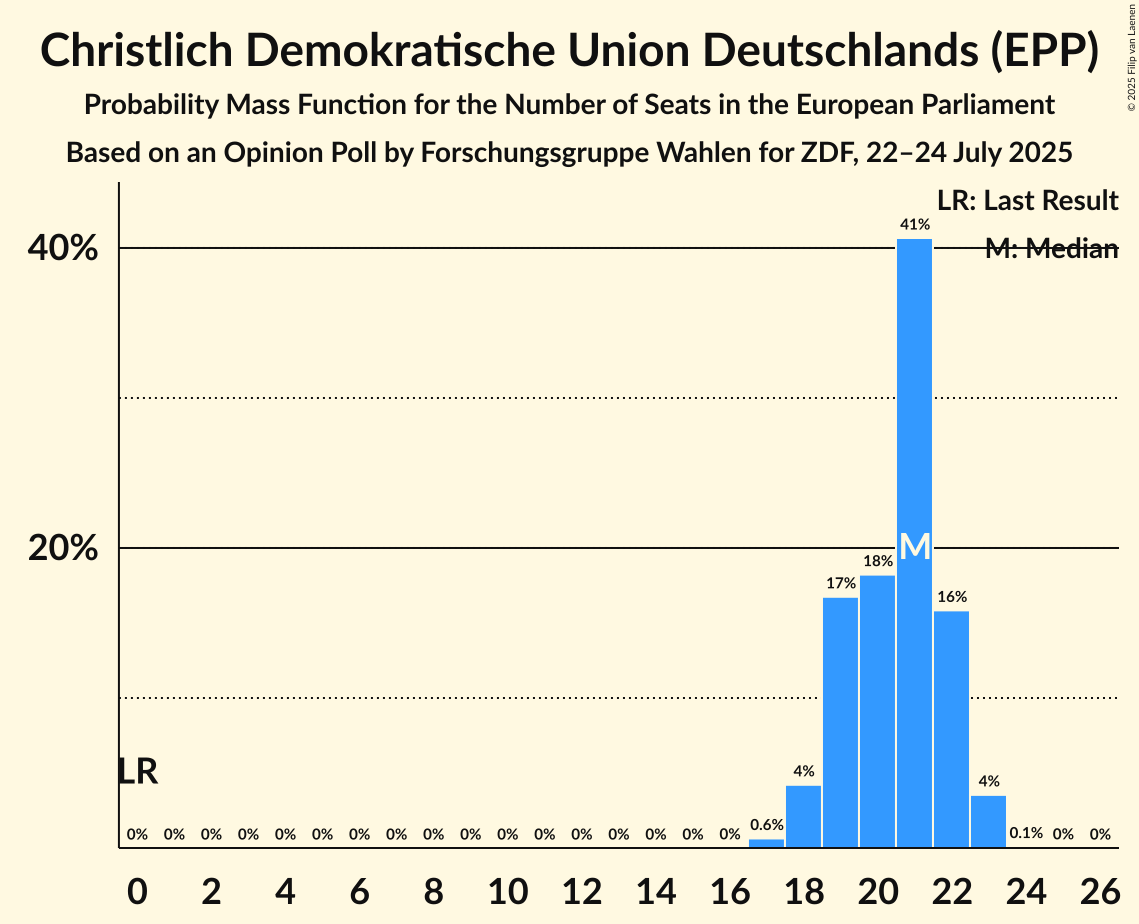 Christlich Demokratische Union Deutschlands (EPP)
Probability Mass Function for the Number of Seats in the European Parliament
Based on an Opinion Poll by Forschungsgruppe Wahlen for ZDF, 22–24 July 2025
© 2025 Filip van Laenen
LR: Last Result
M: Median
40%
20%
41%
M
18%
17%
16%
LR
4%
4%
0% 0% 0% 0% 0% 0% 0% 0% 0% 0% 0% 0% 0% 0% 0% 0% 0% 0.6% 0.1% 0% 0%
0 2 4 6 8 10 12 14 16 18 20 22 24 26